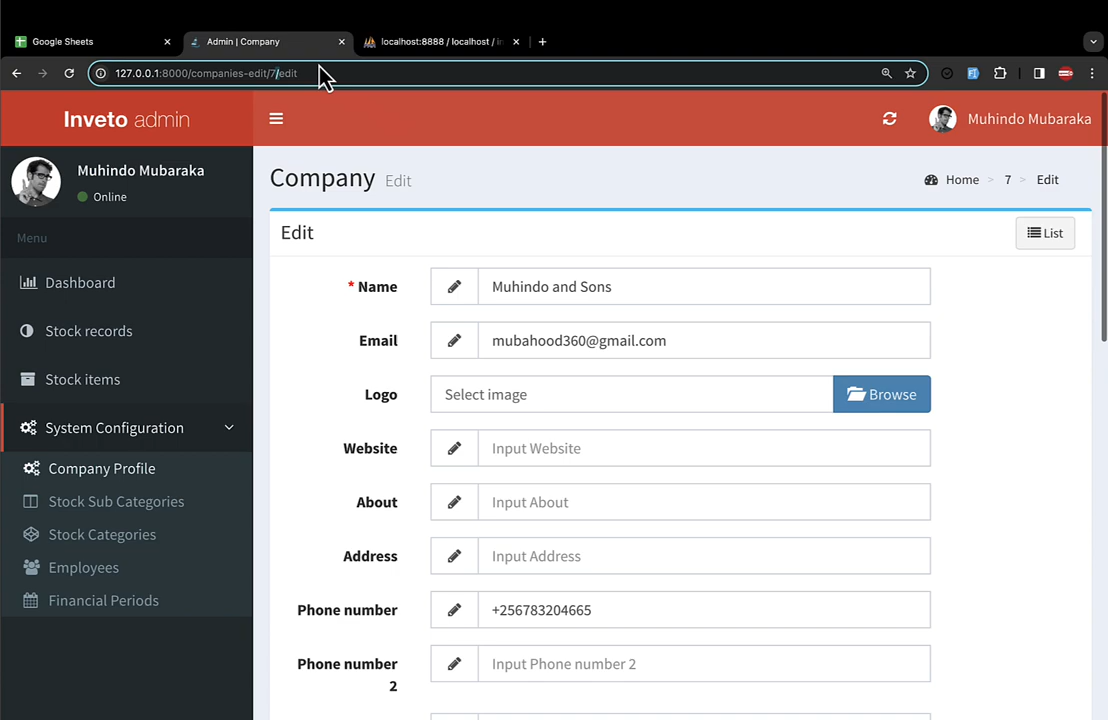 Google Sheets
Admin | Company
localhost:8888 / localhost / in
127.0.0.1:8000/companies-edit/7/edit
Inveto admin
Muhindo Mubaraka
Muhindo Mubaraka
Online
Menu
Dashboard
Stock records
Stock items
System Configuration
Company Profile
Stock Sub Categories
Stock Categories
Employees
Financial Periods
Company Edit
Home > 7 > Edit
Edit
List
* Name Muhindo and Sons
Email mubahood360@gmail.com
Logo Select image Browse
Website Input Website
About Input About
Address Input Address
Phone number +256783204665
Phone number Input Phone number 2
2